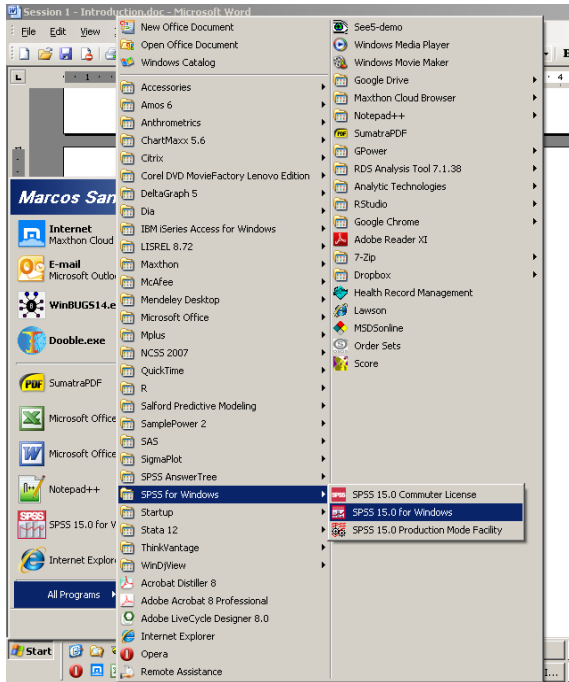 Session 1 - Introduction.doc - Microsoft Word
File Edit View
1
4
Marcos San
Internet
Maxthon Cloud
E-mail
Microsoft Outlo
WinBUGS14.e
Dooble.exe
SumatraPDF
Microsoft Office
Microsoft Office
Notepad++
SPSS 15.0 for V
Internet Explore
All Programs
Start
New Office Document
Open Office Document
Windows Catalog
Accessories
Amos 6
Anthrometrics
ChartMaxx 5.6
Citrix
Corel DVD MovieFactory Lenovo Edition
DeltaGraph 5
Dia
IBM iSeries Access for Windows
LISREL 8.72
Maxthon
McAfee
Mendeley Desktop
Microsoft Office
Mplus
NCSS 2007
QuickTime
R
Salford Predictive Modeling
SamplePower 2
SAS
SigmaPlot
SPSS AnswerTree
SPSS for Windows
Startup
Stata 12
ThinkVantage
WinDjView
Acrobat Distiller 8
Adobe Acrobat 8 Professional
Adobe LiveCycle Designer 8.0
Internet Explorer
Opera
Remote Assistance
See5-demo
Windows Media Player
Windows Movie Maker
Google Drive
Maxthon Cloud Browser
Notepad++
SumatraPDF
GPower
RDS Analysis Tool 7.1.38
Analytic Technologies
RStudio
Google Chrome
Adobe Reader XI
7-Zip
Dropbox
Health Record Management
Lawson
MSDSonline
Order Sets
Score
SPSS 15.0 Commuter License
SPSS 15.0 for Windows
SPSS 15.0 Production Mode Facility